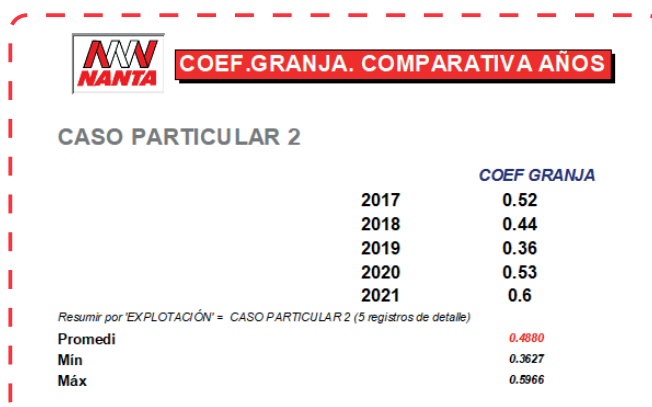 NANTA
COEF.GRANJA. COMPARATIVA AÑOS
CASO PARTICULAR 2
COEF GRANJA
2017 0.52
2018 0.44
2019 0.36
2020 0.53
2021 0.6
Resumir por 'EXPLOTACIÓN' = CASO PARTICULAR 2 (5 registros de detalle)
Promedi 0.4880
Mín 0.3627
Máx 0.5966